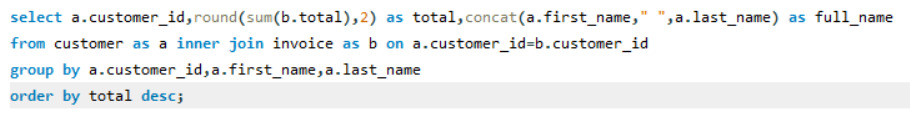 select a.customer_id,round(sum(b.total),2) as total,concat(a.first_name," ",a.last_name) as full_name
from customer as a inner join invoice as b on a.customer_id=b.customer_id
group by a.customer_id,a.first_name,a.last_name
order by total desc;